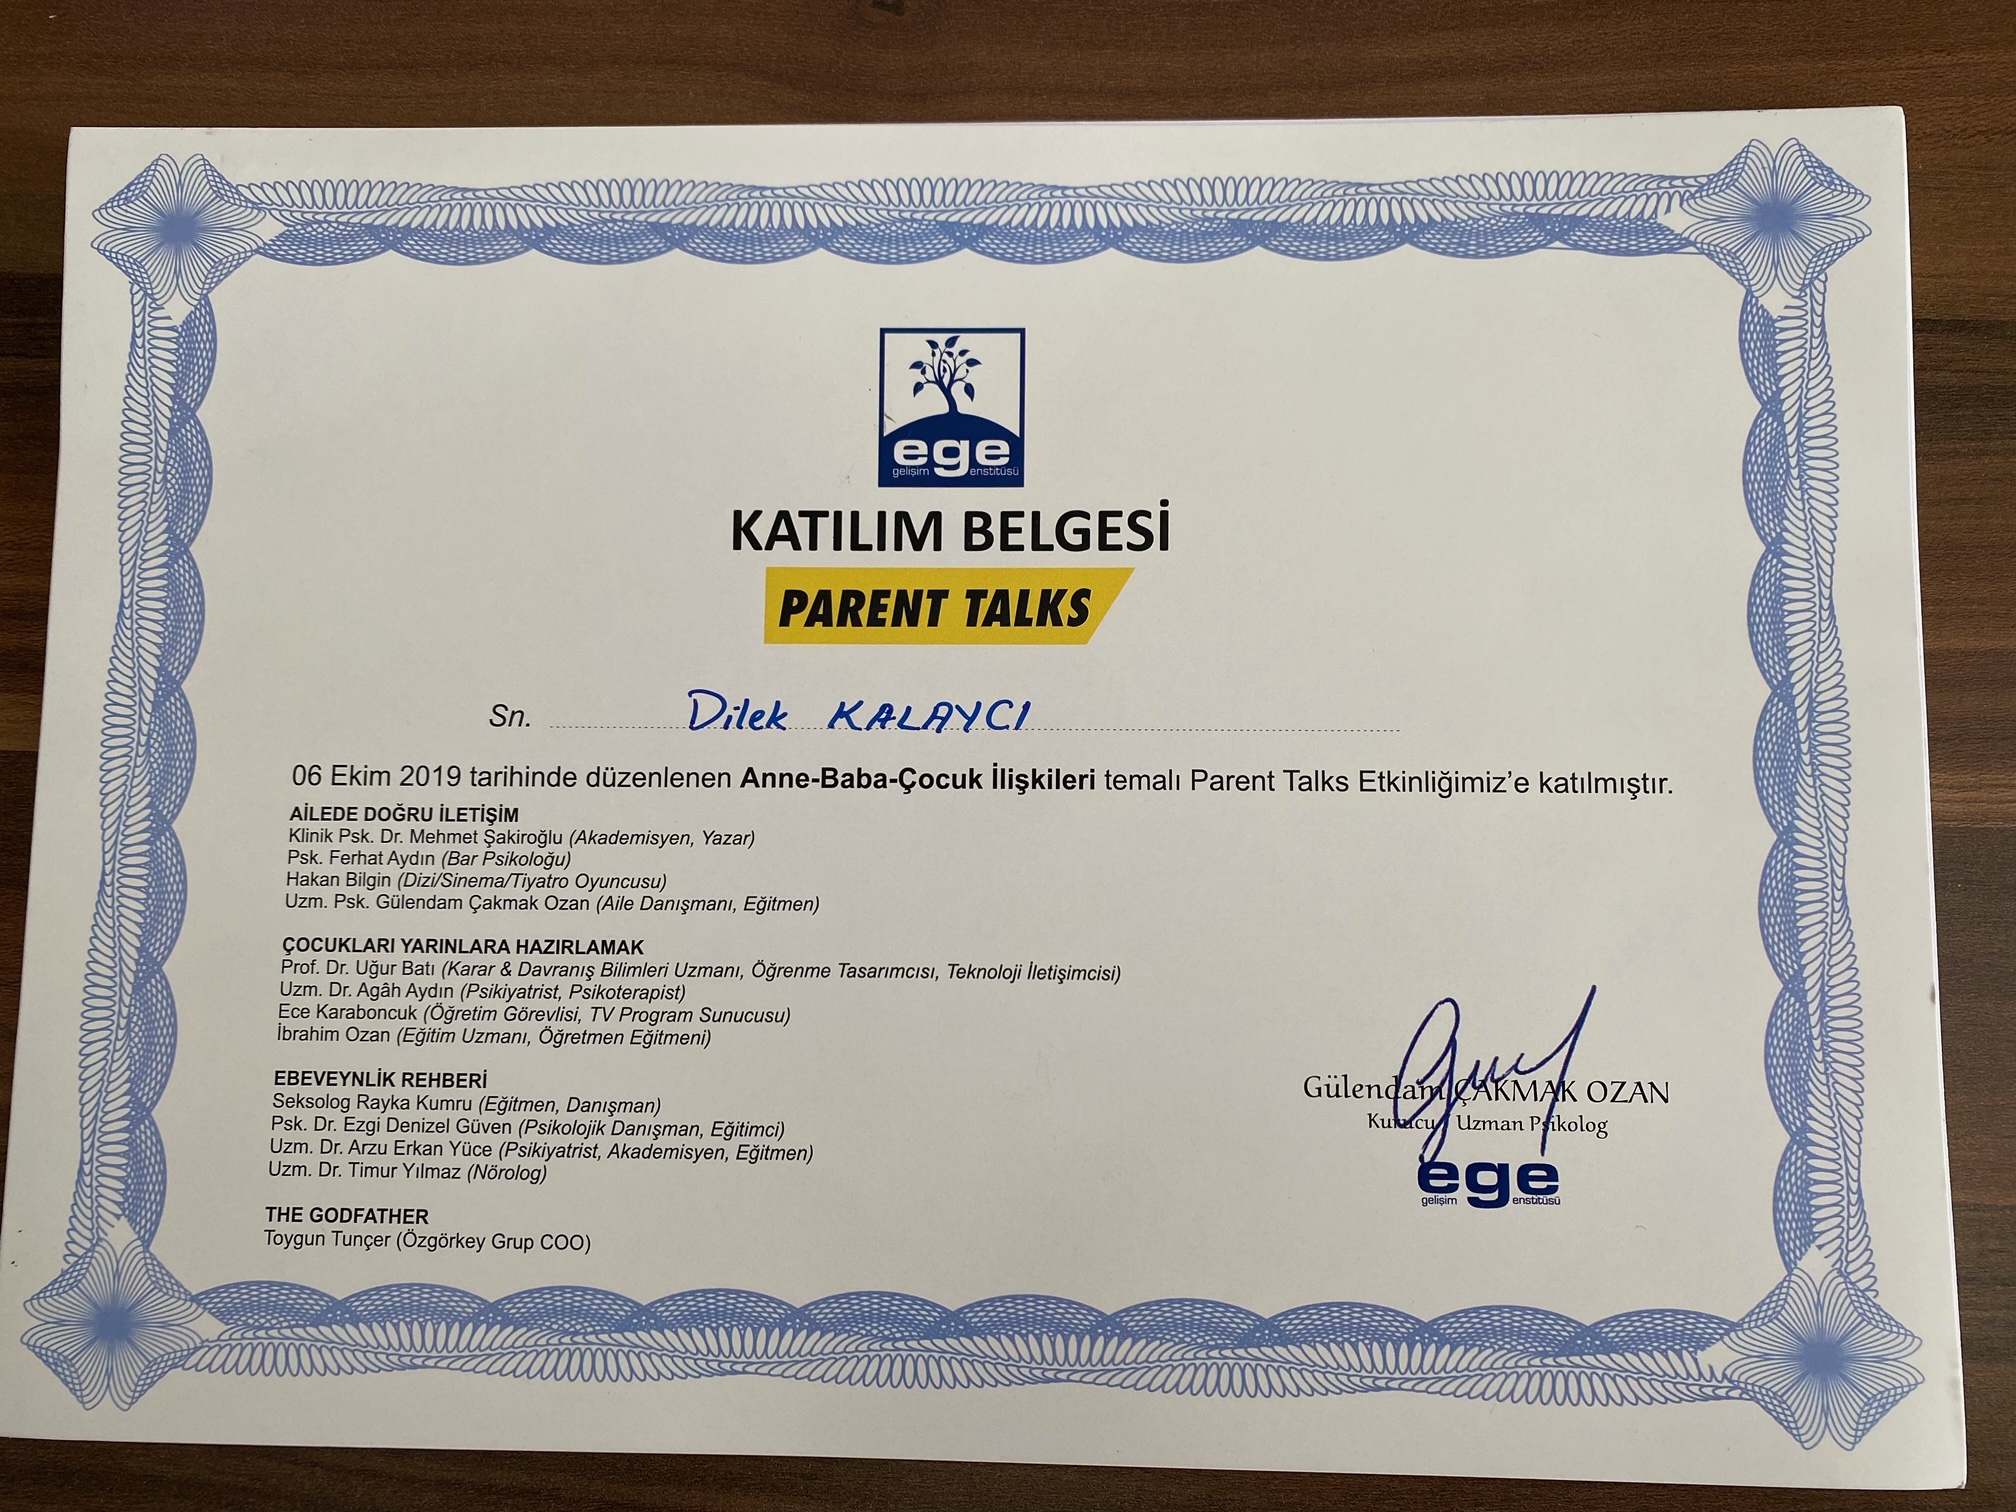 ege
gelişim enstitüsü
KATILIM BELGESİ
PARENT TALKS
Sn. Dilek KALAYCI
06 Ekim 2019 tarihinde düzenlenen Anne-Baba-Çocuk İlişkileri temalı Parent Talks Etkinliğimiz'e katılmıştır.
AİLEDE DOĞRU İLETİŞİM
Klinik Psk. Dr. Mehmet Şakiroğlu (Akademisyen, Yazar)
Psk. Ferhat Aydın (Bar Psikoloğu)
Hakan Bilgin (Dizi/Sinema/Tiyatro Oyuncusu)
Uzm. Psk. Gülendam Çakmak Ozan (Aile Danışmanı, Eğitmen)
ÇOCUKLARI YARINLARA HAZIRLAMAK
Prof. Dr. Uğur Batı (Karar & Davranış Bilimleri Uzmanı, Öğrenme Tasarımcısı, Teknoloji İletişimcisi)
Uzm. Dr. Agâh Aydın (Psikiyatrist, Psikoterapist)
Ece Karaboncuk (Öğretim Görevlisi, TV Program Sunucusu)
İbrahim Ozan (Eğitim Uzmanı, Öğretmen Eğitmeni)
EBEVEYNLİK REHBERİ
Seksolog Rayka Kumru (Eğitmen, Danışman)
Psk. Dr. Ezgi Denizel Güven (Psikolojik Danışman, Eğitimci)
Uzm. Dr. Arzu Erkan Yüce (Psikiyatrist, Akademisyen, Eğitmen)
Uzm. Dr. Timur Yılmaz (Nörolog)
THE GODFATHER
Toygun Tunçer (Özgörkey Grup COO)
Gülendam ÇAKMAK OZAN
Kurucu / Uzman Psikolog
ege
gelişim enstitüsü